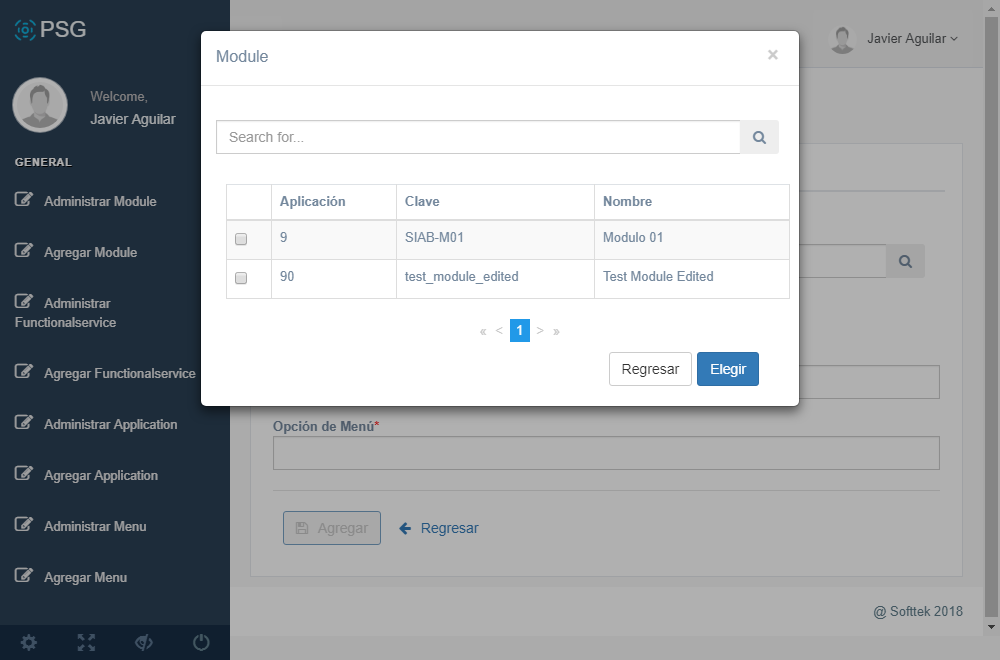 PSG
Welcome,
Javier Aguilar
GENERAL
Administrar Module
Agregar Module
Administrar
Functionalservice
Agregar Functionalservice
Administrar Application
Agregar Application
Administrar Menu
Agregar Menu
Javier Aguilar
Module ×
Search for...
Aplicación Clave Nombre
9 SIAB-M01 Modulo 01
90 test_module_edited Test Module Edited
« < 1 > »
Regresar Elegir
Opción de Menú*
Agregar Regresar
@ Softtek 2018